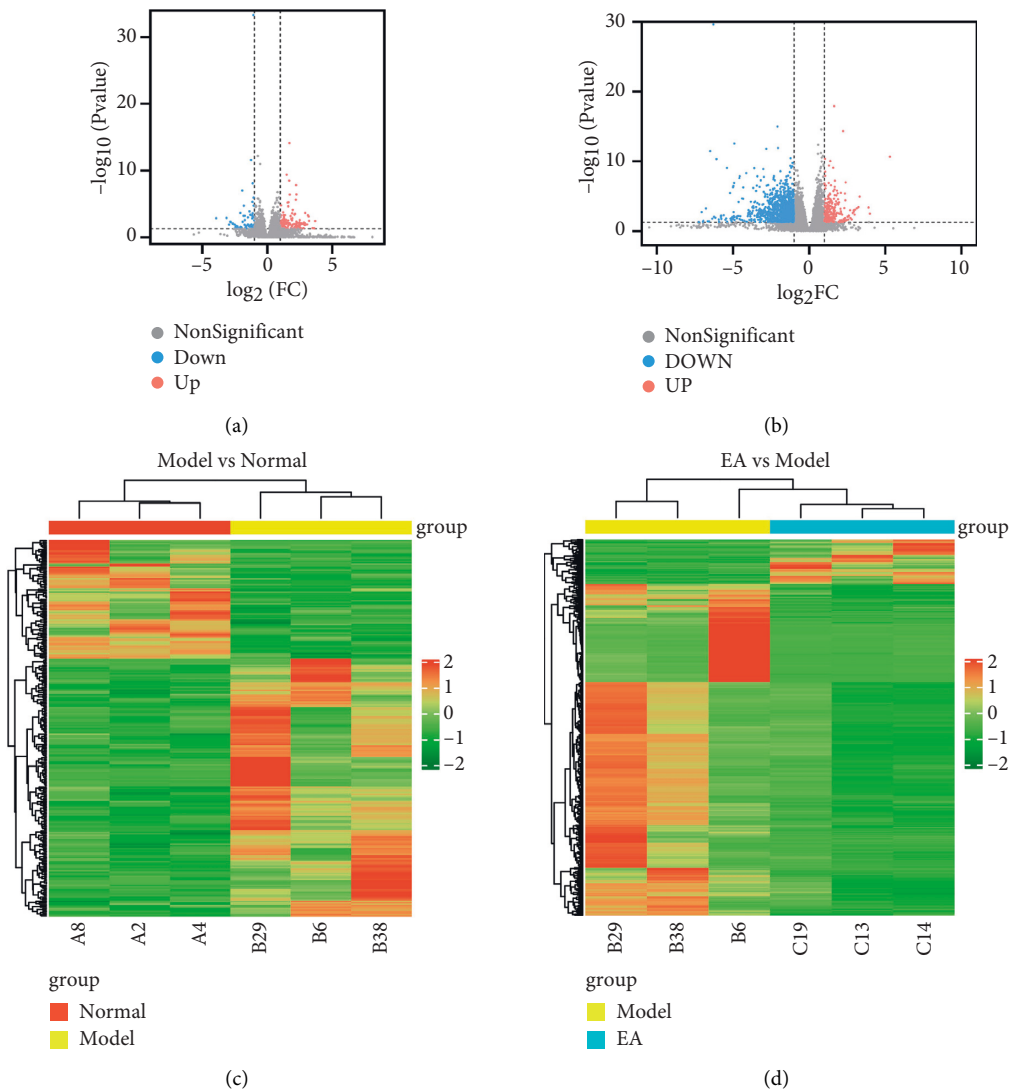 30
20
10
0
−log10 (Pvalue)
−5
0
5
log2 (FC)
NonSignificant
Down
Up
(a)
30
20
10
0
−log10 (Pvalue)
−10
−5
0
5
10
log2FC
NonSignificant
DOWN
UP
(b)
Model vs Normal
group
2
1
0
−1
−2
A8
A2
A4
B29
B6
B38
group
Normal
Model
(c)
EA vs Model
group
2
1
0
−1
−2
B29
B38
B6
C19
C13
C14
group
Model
EA
(d)